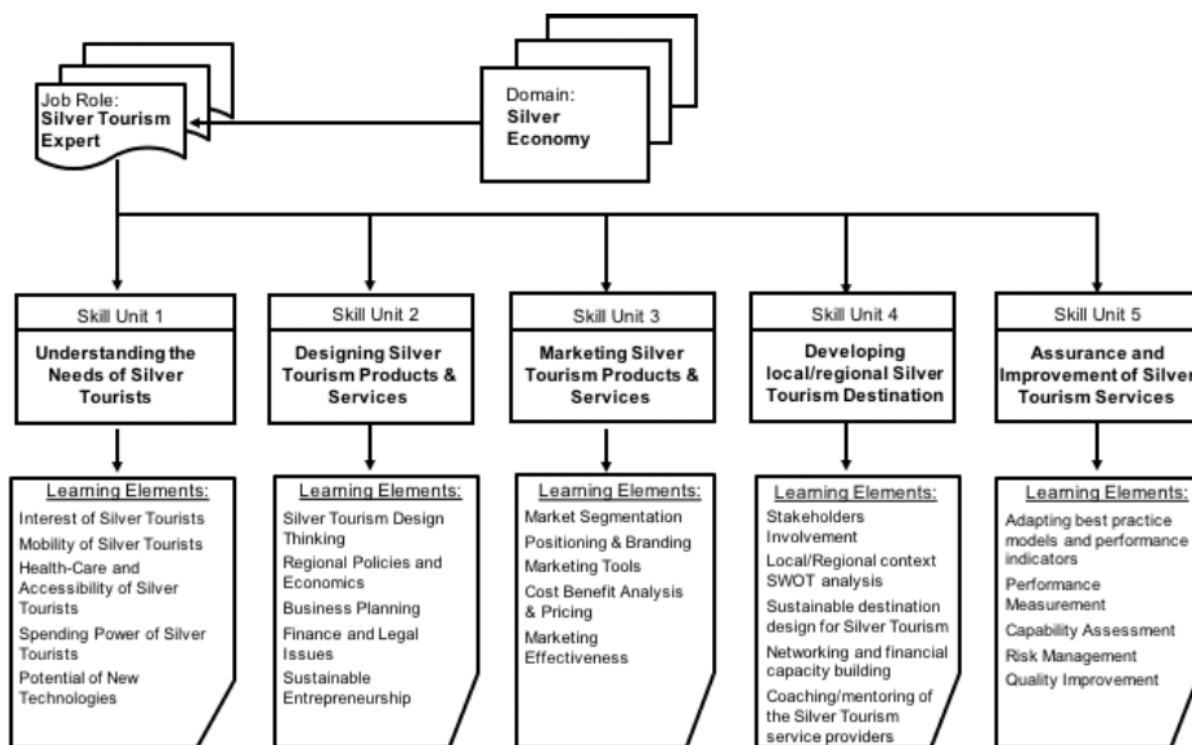 Job Role:
Silver Tourism
Expert
Domain:
Silver
Economy
Skill Unit 1
Understanding the
Needs of Silver
Tourists
Learning Elements:
Interest of Silver Tourists
Mobility of Silver Tourists
Health-Care and
Accessibility of Silver
Tourists
Spending Power of Silver
Tourists
Potential of New
Technologies
Skill Unit 2
Designing Silver
Tourism Products &
Services
Learning Elements:
Silver Tourism Design
Thinking
Regional Policies and
Economics
Business Planning
Finance and Legal
Issues
Sustainable
Entrepreneurship
Skill Unit 3
Marketing Silver
Tourism Products &
Services
Learning Elements:
Market Segmentation
Positioning & Branding
Marketing Tools
Cost Benefit Analysis
& Pricing
Marketing
Effectiveness
Skill Unit 4
Developing
local/regional Silver
Tourism Destination
Learning Elements:
Stakeholders
Involvement
Local/Regional context
SWOT analysis
Sustainable destination
design for Silver Tourism
Networking and financial
capacity building
Coaching/mentoring of
the Silver Tourism
service providers
Skill Unit 5
Assurance and
Improvement of Silver
Tourism Services
Learning Elements:
Adapting best practice
models and performance
indicators
Performance
Measurement
Capability Assessment
Risk Management
Quality Improvement